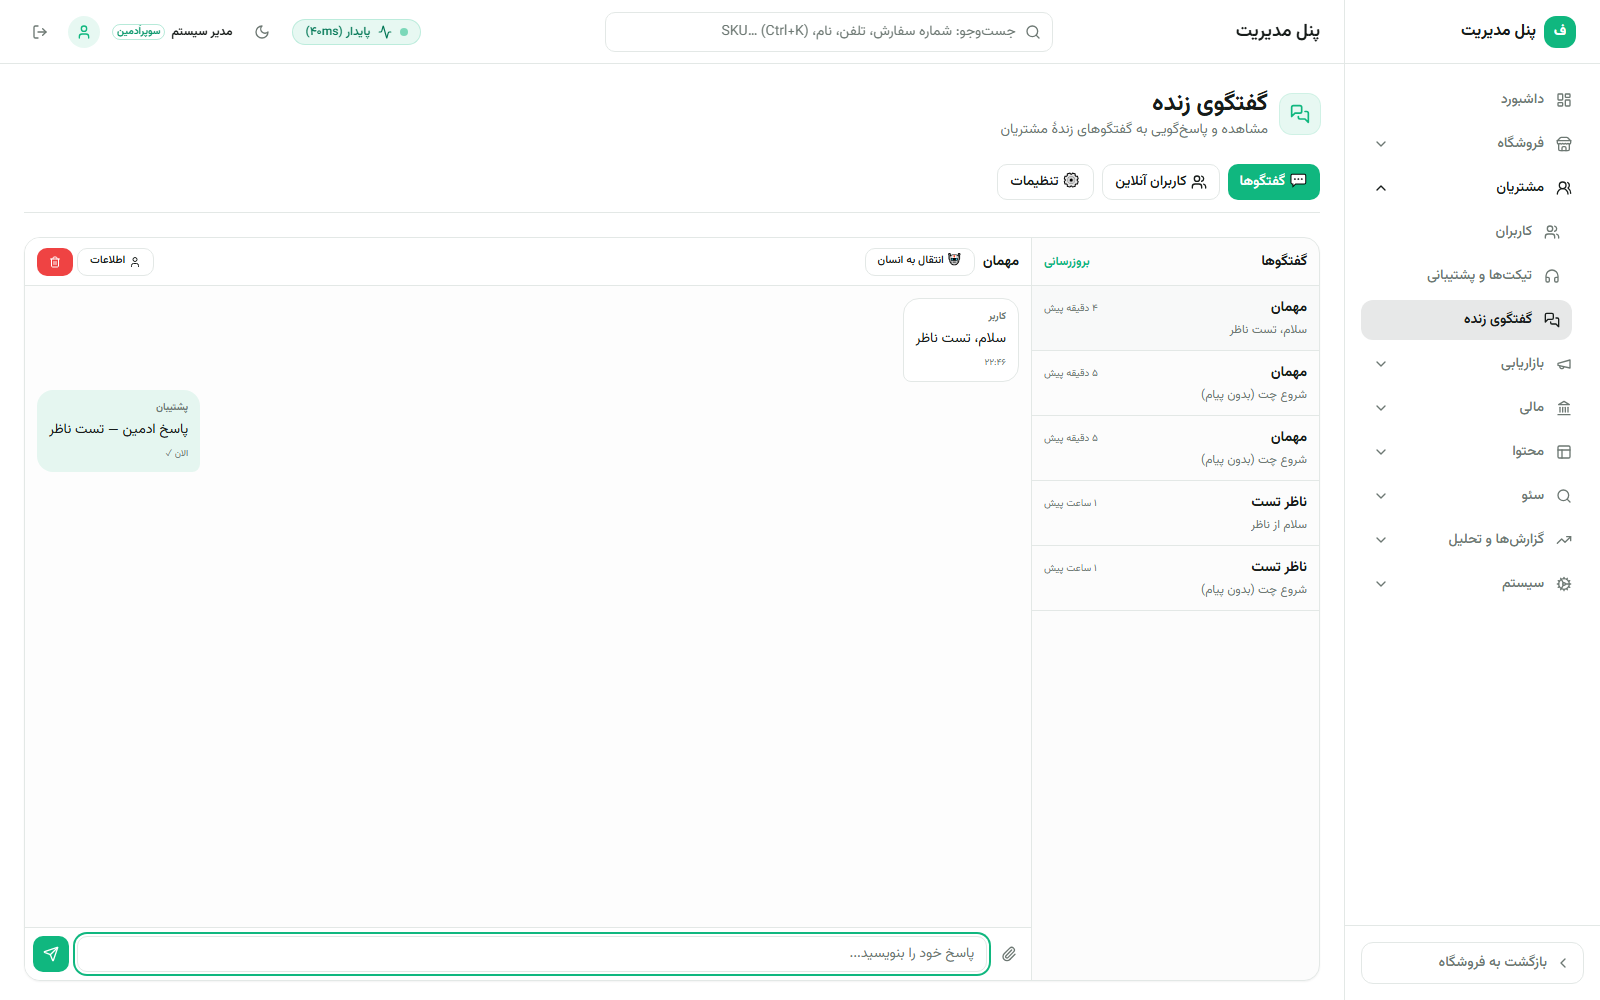 ف
پنل مدیریت
داشبورد
فروشگاه
مشتریان
کاربران
تیکت‌ها و پشتیبانی
گفتگوی زنده
بازاریابی
مالی
محتوا
سئو
گزارش‌ها و تحلیل
سیستم
بازگشت به فروشگاه
پنل مدیریت
جست‌وجو: شماره سفارش، تلفن، نام، SKU… (Ctrl+K)
پایدار (۴۰ms)
مدیر سیستم
سوپرادمین
گفتگوی زنده
مشاهده و پاسخ‌گویی به گفتگوهای زندهٔ مشتریان
گفتگوها
کاربران آنلاین
تنظیمات
گفتگوها
بروزرسانی
مهمان
۴ دقیقه پیش
سلام، تست ناظر
مهمان
۵ دقیقه پیش
شروع چت (بدون پیام)
مهمان
۵ دقیقه پیش
شروع چت (بدون پیام)
ناظر تست
۱ ساعت پیش
سلام از ناظر
ناظر تست
۱ ساعت پیش
شروع چت (بدون پیام)
مهمان
انتقال به انسان
اطلاعات
کاربر
سلام، تست ناظر
۲۲:۴۶
پشتیبان
پاسخ ادمین — تست ناظر
الان ✓
پاسخ خود را بنویسید...